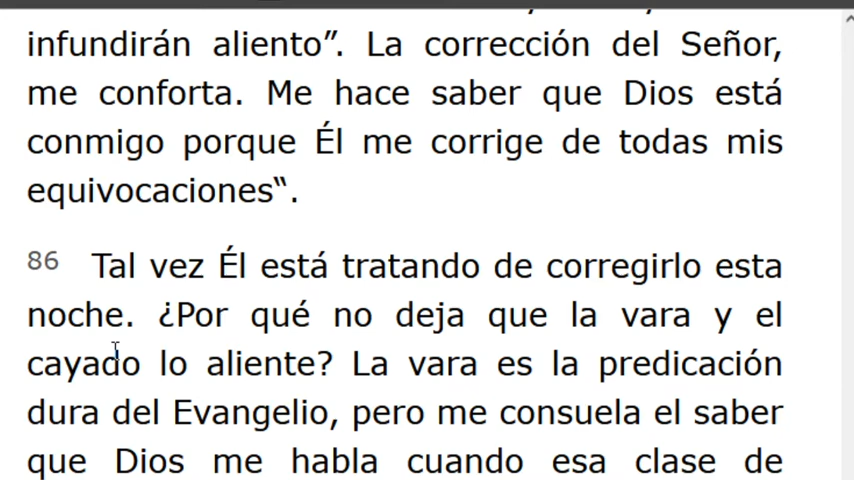 infundirán aliento”. La corrección del Señor,
me conforta. Me hace saber que Dios está
conmigo porque Él me corrige de todas mis
equivocaciones“.
86 Tal vez Él está tratando de corregirlo esta
noche. ¿Por qué no deja que la vara y el
cayado lo aliente? La vara es la predicación
dura del Evangelio, pero me consuela el saber
que Dios me habla cuando esa clase de